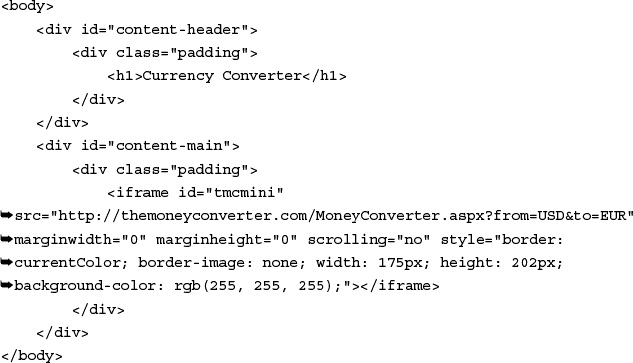 <body>
    <div id="content-header">
        <div class="padding">
            <h1>Currency Converter</h1>
        </div>
    </div>
    <div id="content-main">
        <div class="padding">
            <iframe id="tmcmini"
➥src="http://themoneyconverter.com/MoneyConverter.aspx?from=USD&to=EUR"
➥marginwidth="0" marginheight="0" scrolling="no" style="border:
➥currentColor; border-image: none; width: 175px; height: 202px;
➥background-color: rgb(255, 255, 255);"></iframe>
        </div>
    </div>
</body>